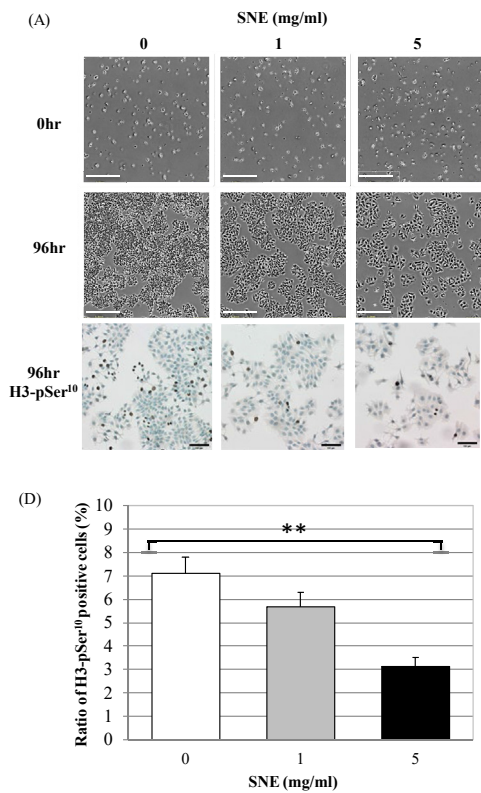 (A)
SNE (mg/ml)
0 1 5
0hr
96hr
96hr
H3-pSer¹⁰
(D)
Ratio of H3-pSer¹⁰ positive cells (%)
10
9
8
7
6
5
4
3
2
1
0
**
0 1 5
SNE (mg/ml)